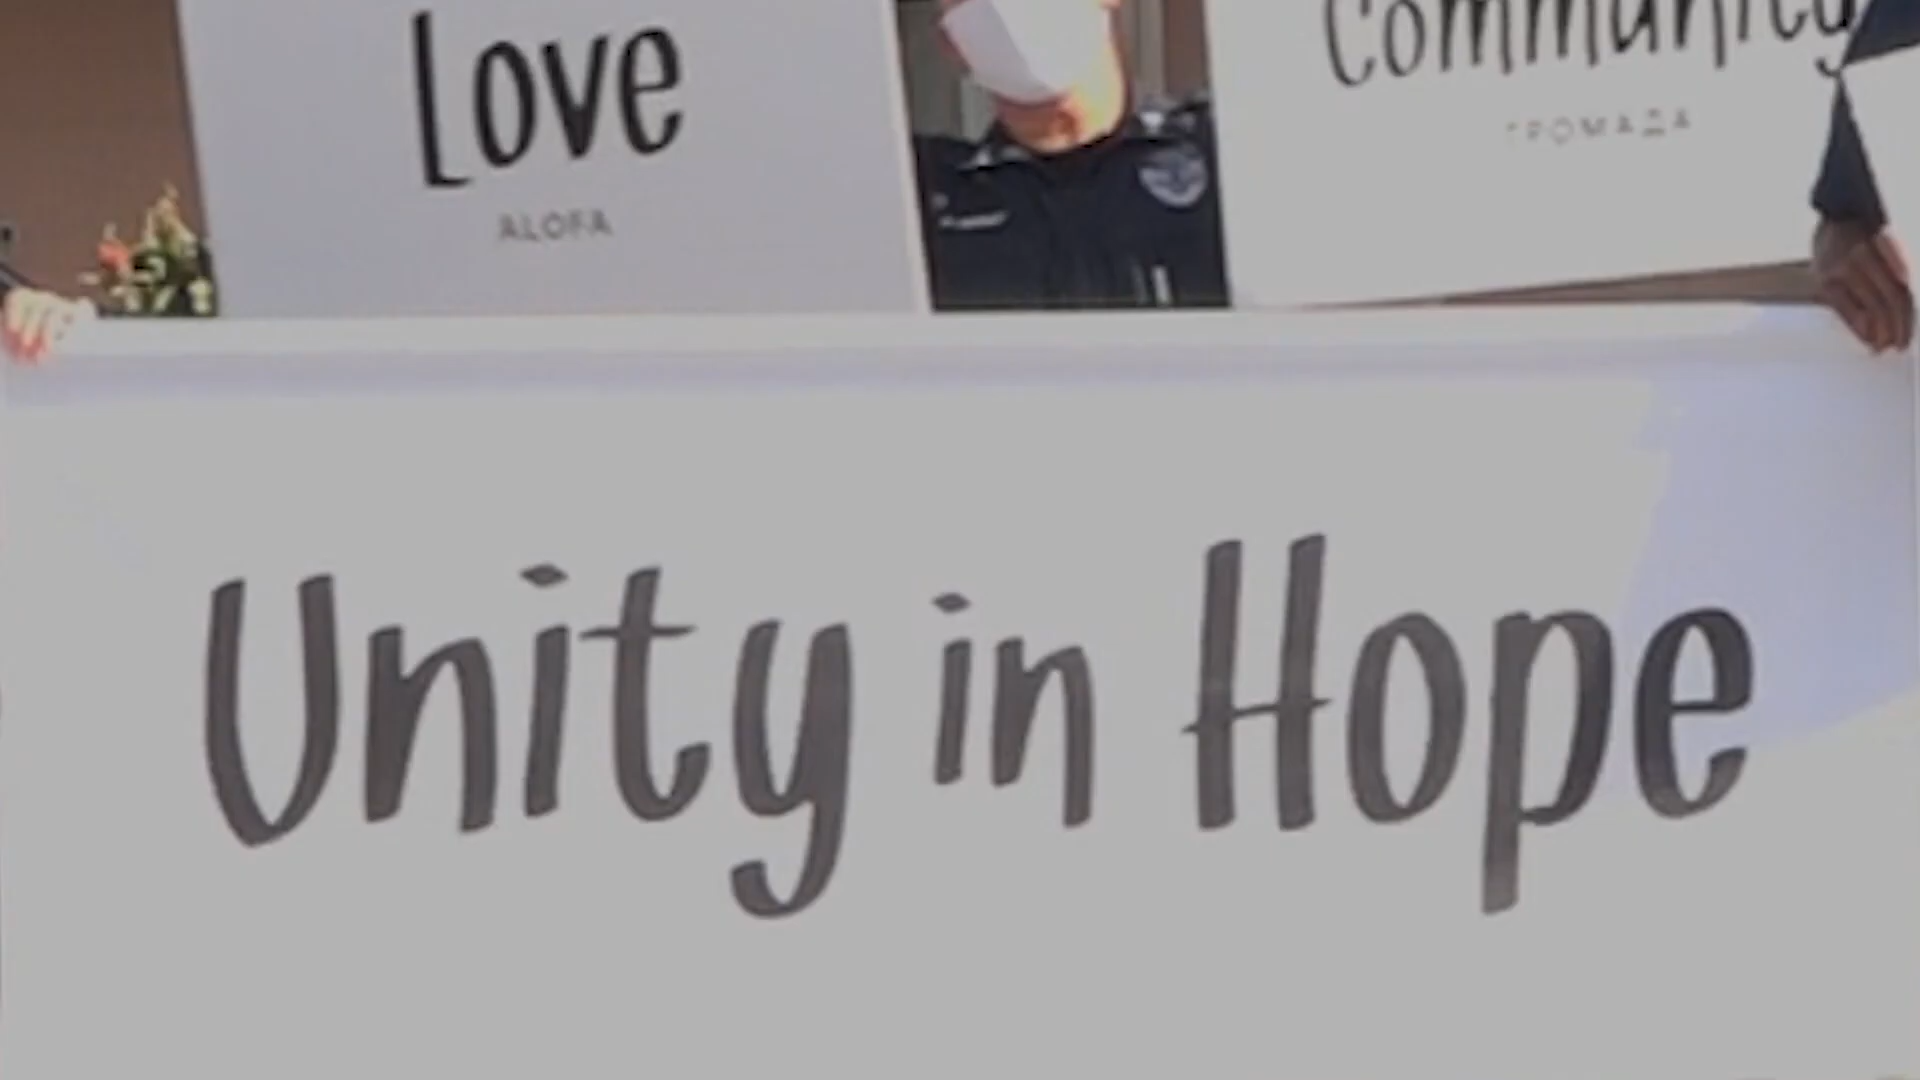 Love
ALOFA
Community
ГРОМАДА
Unity in Hope